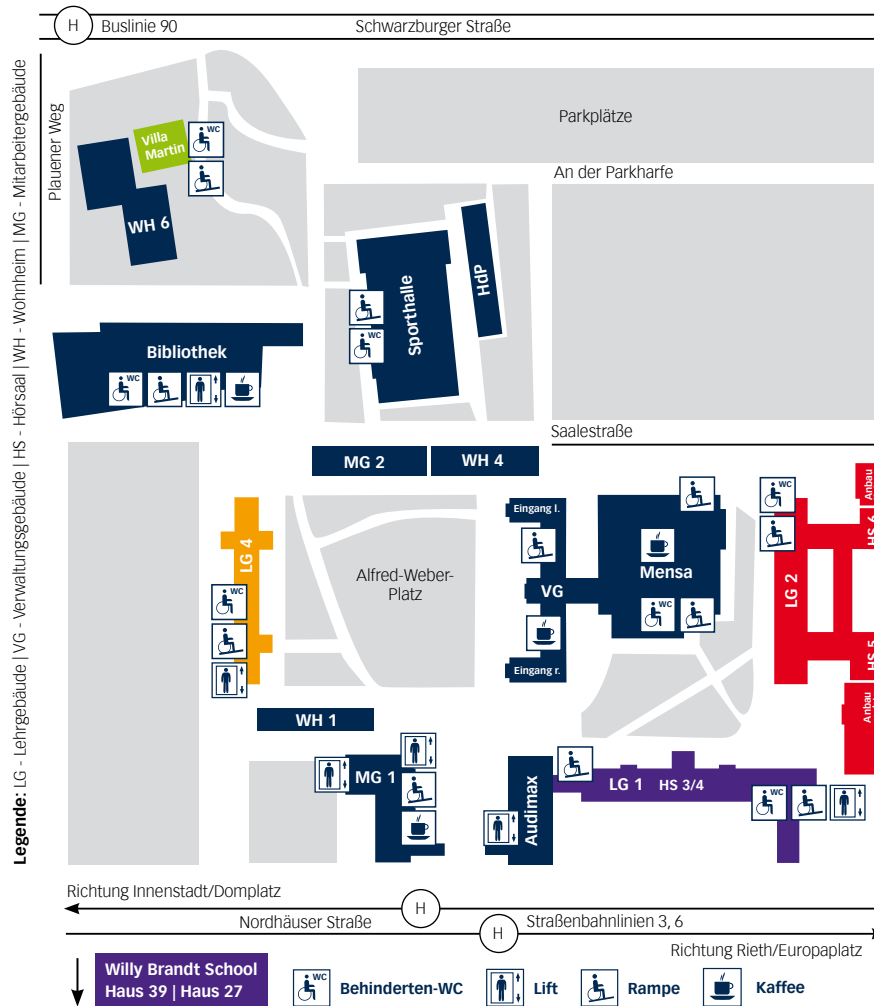 H Buslinie 90 Schwarzburger Straße
Plauener Weg
Parkplätze
Villa
Martin
WC
An der Parkharfe
WH 6
HdP
Sporthalle
WC
Bibliothek
WC
Saalestraße
MG 2 WH 4
Anbau
WC
Eingang l.
HS 6
LG 4
Mensa
Alfred-Weber-
Platz
VG
LG 2
WC
WC
HS 5
Eingang r.
Anbau
WH 1
MG 1
LG 1 HS 3/4
Audimax
WC
Legende: LG - Lehrgebäude | VG - Verwaltungsgebäude | HS - Hörsaal | WH - Wohnheim | MG - Mitarbeitergebäude
Richtung Innenstadt/Domplatz
H
Nordhäuser Straße
H
Straßenbahnlinien 3, 6
Richtung Rieth/Europaplatz
Willy Brandt School
Haus 39 | Haus 27
WC
Behinderten-WC
Lift
Rampe
Kaffee